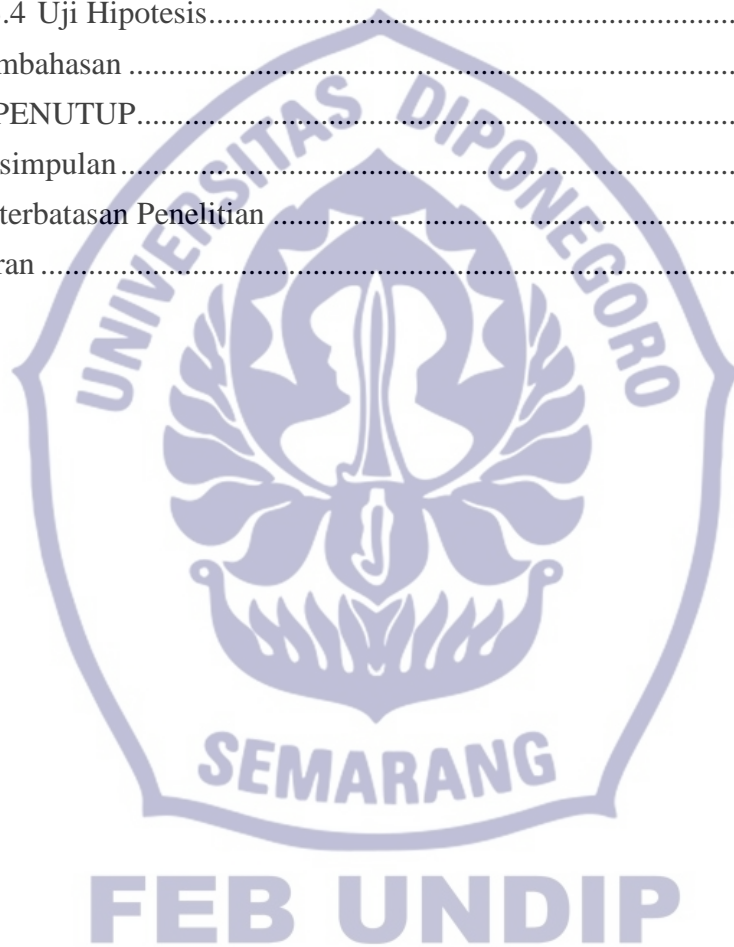 .4 Uji Hipotesis........................................................................
mbahasan ........................................................................
PENUTUP........................................................................
simpulan........................................................................
terbatasan Penelitian ........................................................................
ran ........................................................................
UNIVERSITAS DIPONEGORO
SEMARANG
FEB UNDIP